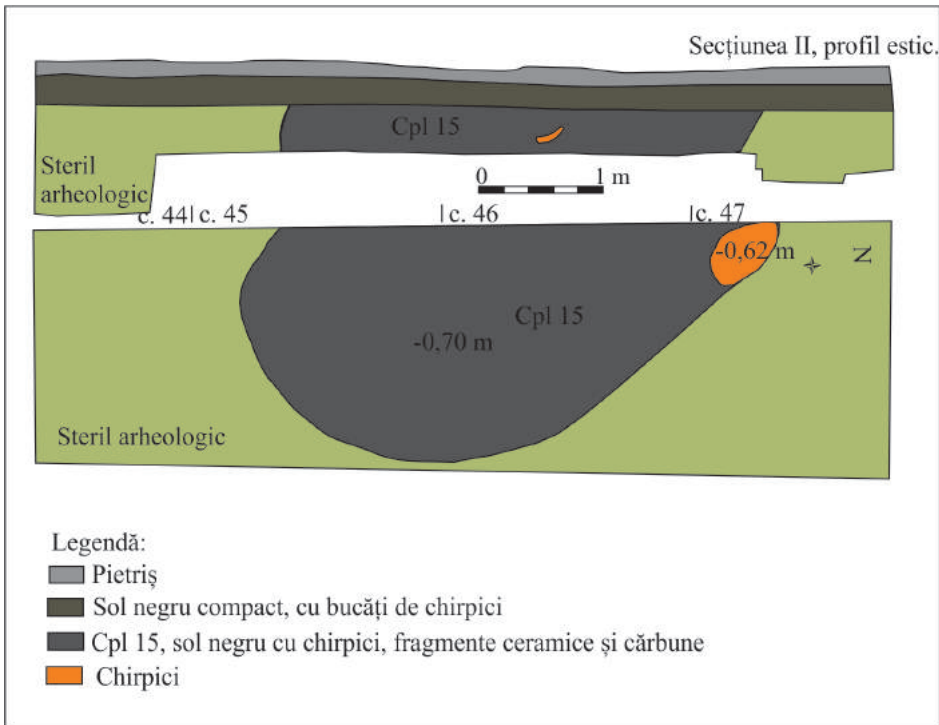 Secțiunea II, profil estic.
Cpl 15
Steril
arheologic
0 1 m
c. 44|c. 45 |c. 46 |c. 47
-0,62 m
N
Cpl 15
-0,70 m
Steril arheologic
Legendă:
Pietriș
Sol negru compact, cu bucăți de chirpici
Cpl 15, sol negru cu chirpici, fragmente ceramice și cărbune
Chirpici